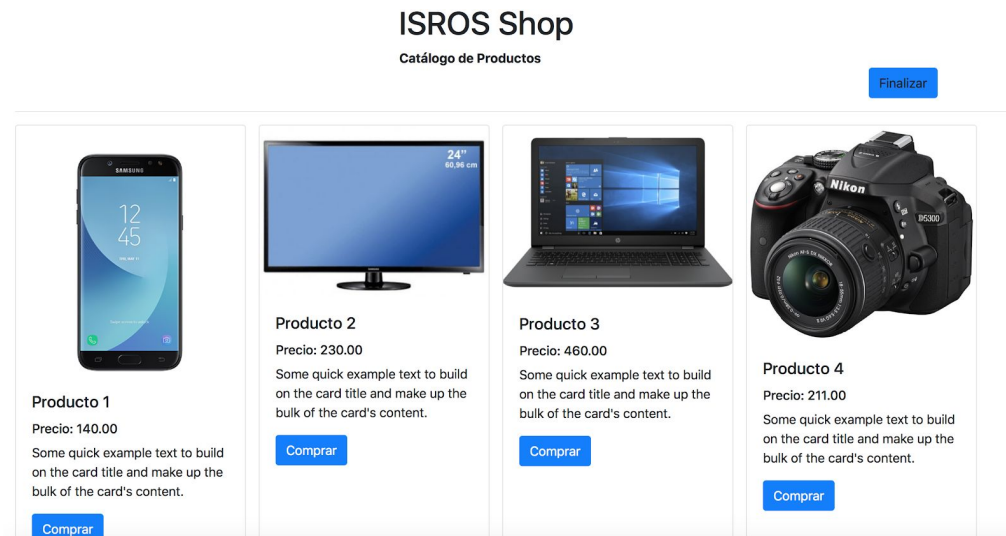 ISROS Shop
Catálogo de Productos
Finalizar
SAMSUNG
12
45
24”
60,96 cm
Nikon
D5300
Producto 1
Precio: 140.00
Some quick example text to build
on the card title and make up the
bulk of the card's content.
Comprar
Producto 2
Precio: 230.00
Some quick example text to build
on the card title and make up the
bulk of the card's content.
Comprar
Producto 3
Precio: 460.00
Some quick example text to build
on the card title and make up the
bulk of the card's content.
Comprar
Producto 4
Precio: 211.00
Some quick example text to build
on the card title and make up the
bulk of the card's content.
Comprar